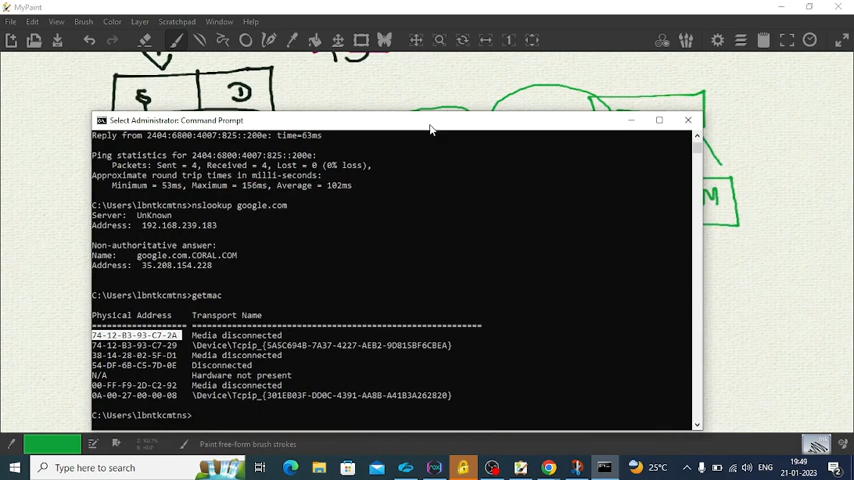 MyPaint
File Edit View Brush Color Layer Scratchpad Window Help
S D
M
Select Administrator: Command Prompt
Reply from 2404:6800:4007:825::200e: time=63ms
Ping statistics for 2404:6800:4007:825::200e:
Packets: Sent = 4, Received = 4, Lost = 0 (0% loss),
Approximate round trip times in milli-seconds:
Minimum = 53ms, Maximum = 156ms, Average = 102ms
C:\Users\lbntkcmtns>nslookup google.com
Server: UnKnown
Address: 192.168.239.183
Non-authoritative answer:
Name: google.com.CORAL.COM
Address: 35.208.154.228
C:\Users\lbntkcmtns>getmac
Physical Address Transport Name
=================== ==========================================================
74-12-B3-93-C7-2A Media disconnected
74-12-B3-93-C7-29 \Device\Tcpip_{5A5C694B-7A37-4227-AEB2-9D815BF6CBEA}
38-14-28-02-5F-D1 Media disconnected
54-DF-6B-C5-7D-0E Disconnected
N/A Hardware not present
00-FF-F9-2D-C2-92 Media disconnected
0A-00-27-00-00-08 \Device\Tcpip_{301EB03F-DD0C-4391-AA8B-A41B3A262820}
C:\Users\lbntkcmtns>
Paint free-form brush strokes
Type here to search
25°C
ENG
19:49
21-01-2023
2